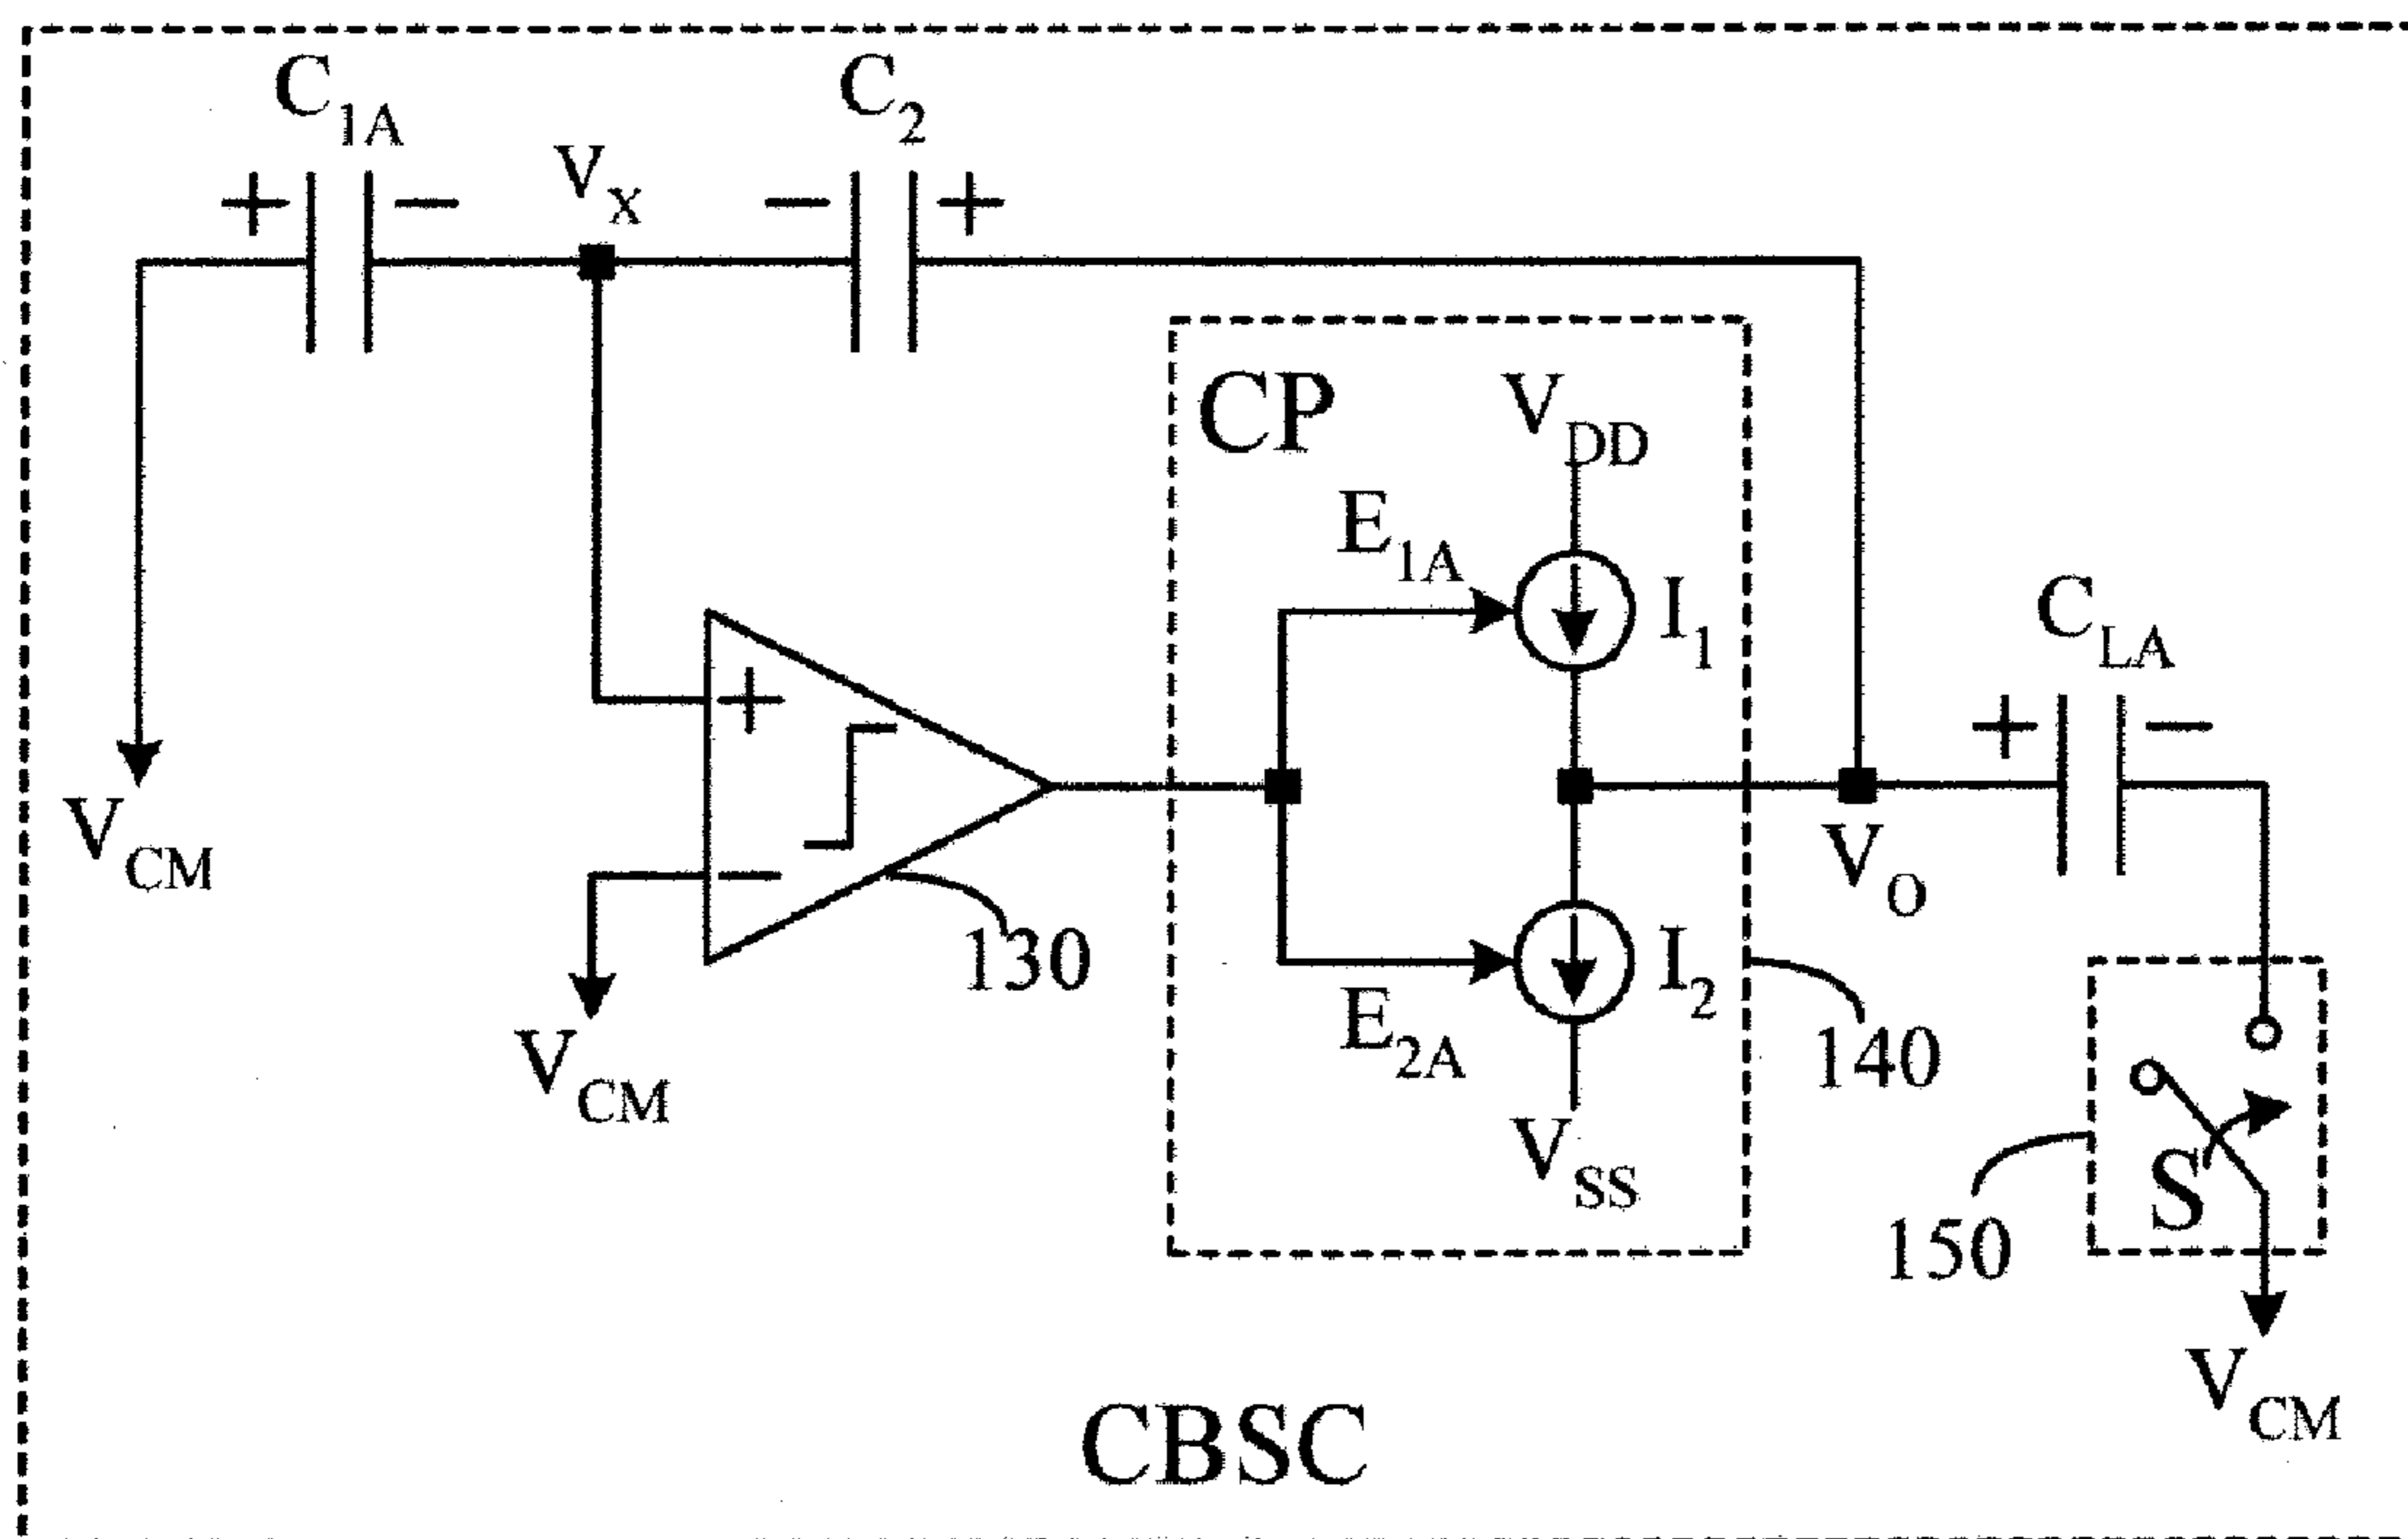 C1A
C2
VX
+ −
− +
CP
VDD
E1A
I1
CLA
+ −
+
VCM
VO
−
130
I2
E2A
140
VCM
VSS
S
150
VCM
CBSC